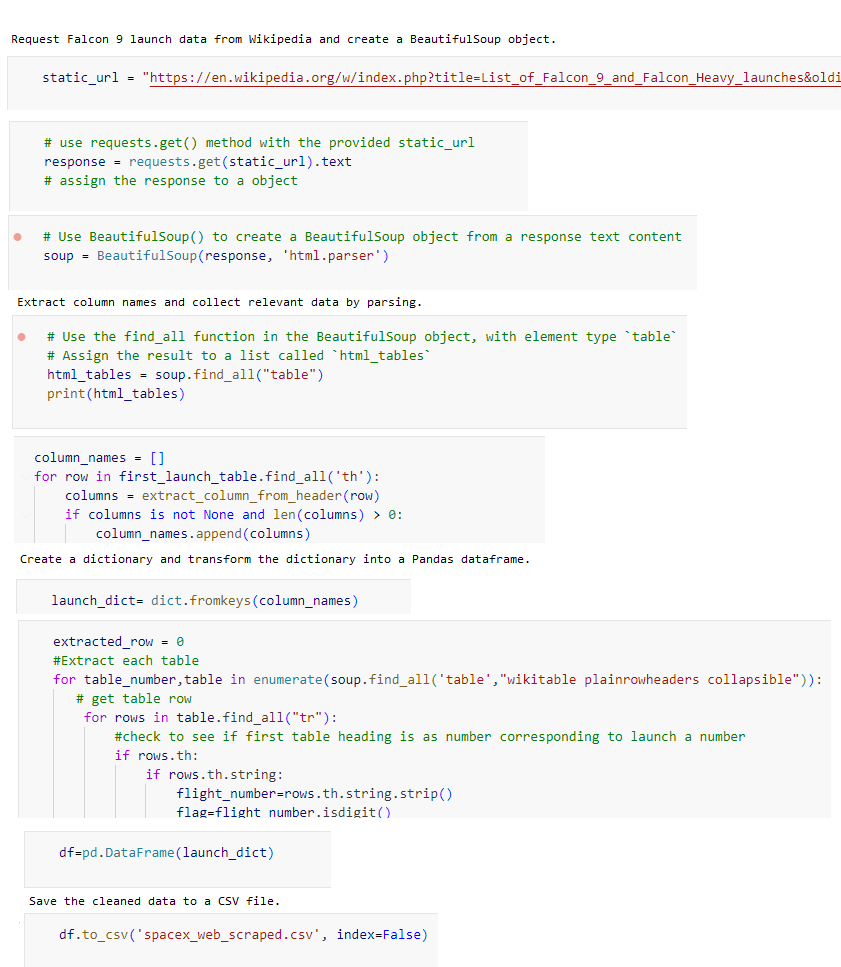 Request Falcon 9 launch data from Wikipedia and create a BeautifulSoup object.
static_url = "https://en.wikipedia.org/w/index.php?title=List_of_Falcon_9_and_Falcon_Heavy_launches&oldi
# use requests.get() method with the provided static_url
response = requests.get(static_url).text
# assign the response to a object
# Use BeautifulSoup() to create a BeautifulSoup object from a response text content
soup = BeautifulSoup(response, 'html.parser')
Extract column names and collect relevant data by parsing.
# Use the find_all function in the BeautifulSoup object, with element type `table`
# Assign the result to a list called `html_tables`
html_tables = soup.find_all("table")
print(html_tables)
column_names = []
for row in first_launch_table.find_all('th'):
columns = extract_column_from_header(row)
if columns is not None and len(columns) > 0:
column_names.append(columns)
Create a dictionary and transform the dictionary into a Pandas dataframe.
launch_dict= dict.fromkeys(column_names)
extracted_row = 0
#Extract each table
for table_number,table in enumerate(soup.find_all('table',"wikitable plainrowheaders collapsible")):
# get table row
for rows in table.find_all("tr"):
#check to see if first table heading is as number corresponding to launch a number
if rows.th:
if rows.th.string:
flight_number=rows.th.string.strip()
flag=flight_number.isdigit()
df=pd.DataFrame(launch_dict)
Save the cleaned data to a CSV file.
df.to_csv('spacex_web_scraped.csv', index=False)